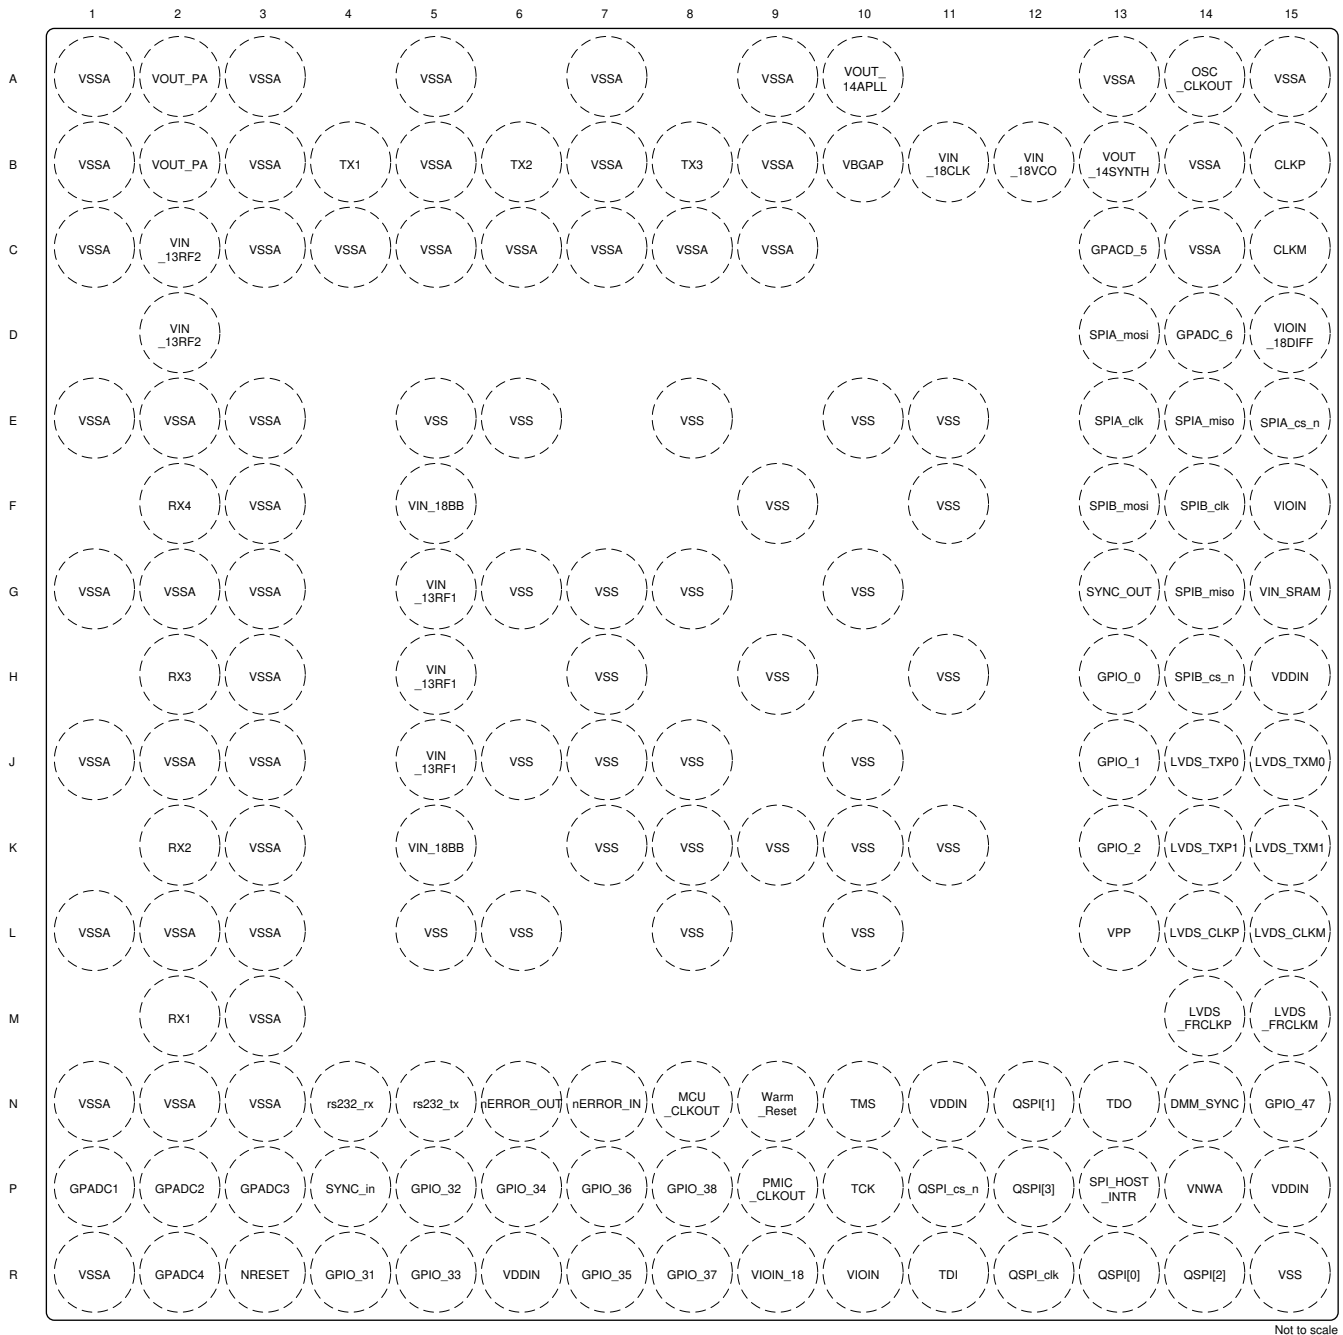 1 2 3 4 5 6 7 8 9 10 11 12 13 14 15
A VSSA VOUT_PA VSSA VSSA VSSA VSSA VOUT_ VSSA OSC VSSA
14APLL _CLKOUT
B VSSA VOUT_PA VSSA TX1 VSSA TX2 VSSA TX3 VSSA VBGAP VIN VIN VOUT VSSA CLKP
_18CLK _18VCO _14SYNTH
C VSSA VIN VSSA VSSA VSSA VSSA VSSA VSSA VSSA GPACD_5 VSSA CLKM
_13RF2
D VIN SPIA_mosi GPADC_6 VIOIN
_13RF2 _18DIFF
E VSSA VSSA VSSA VSS VSS VSS VSS VSS SPIA_clk SPIA_miso SPIA_cs_n
F RX4 VSSA VIN_18BB VSS VSS SPIB_mosi SPIB_clk VIOIN
G VSSA VSSA VSSA VIN VSS VSS VSS VSS SYNC_OUT SPIB_miso VIN_SRAM
_13RF1
H RX3 VSSA VIN VSS VSS VSS GPIO_0 SPIB_cs_n VDDIN
_13RF1
J VSSA VSSA VSSA VIN VSS VSS VSS VSS GPIO_1 LVDS_TXP0 LVDS_TXM0
_13RF1
K RX2 VSSA VIN_18BB VSS VSS VSS VSS VSS GPIO_2 LVDS_TXP1 LVDS_TXM1
L VSSA VSSA VSSA VSS VSS VSS VSS VPP LVDS_CLKP LVDS_CLKM
M RX1 VSSA LVDS LVDS
_FRCLKP _FRCLKM
N VSSA VSSA VSSA rs232_rx rs232_tx nERROR_OUT nERROR_IN MCU Warm TMS VDDIN QSPI[1] TDO DMM_SYNC GPIO_47
_CLKOUT _Reset
P GPADC1 GPADC2 GPADC3 SYNC_in GPIO_32 GPIO_34 GPIO_36 GPIO_38 PMIC TCK QSPI_cs_n QSPI[3] SPI_HOST VNWA VDDIN
_CLKOUT _INTR
R VSSA GPADC4 NRESET GPIO_31 GPIO_33 VDDIN GPIO_35 GPIO_37 VIOIN_18 VIOIN TDI QSPI_clk QSPI[0] QSPI[2] VSS
Not to scale